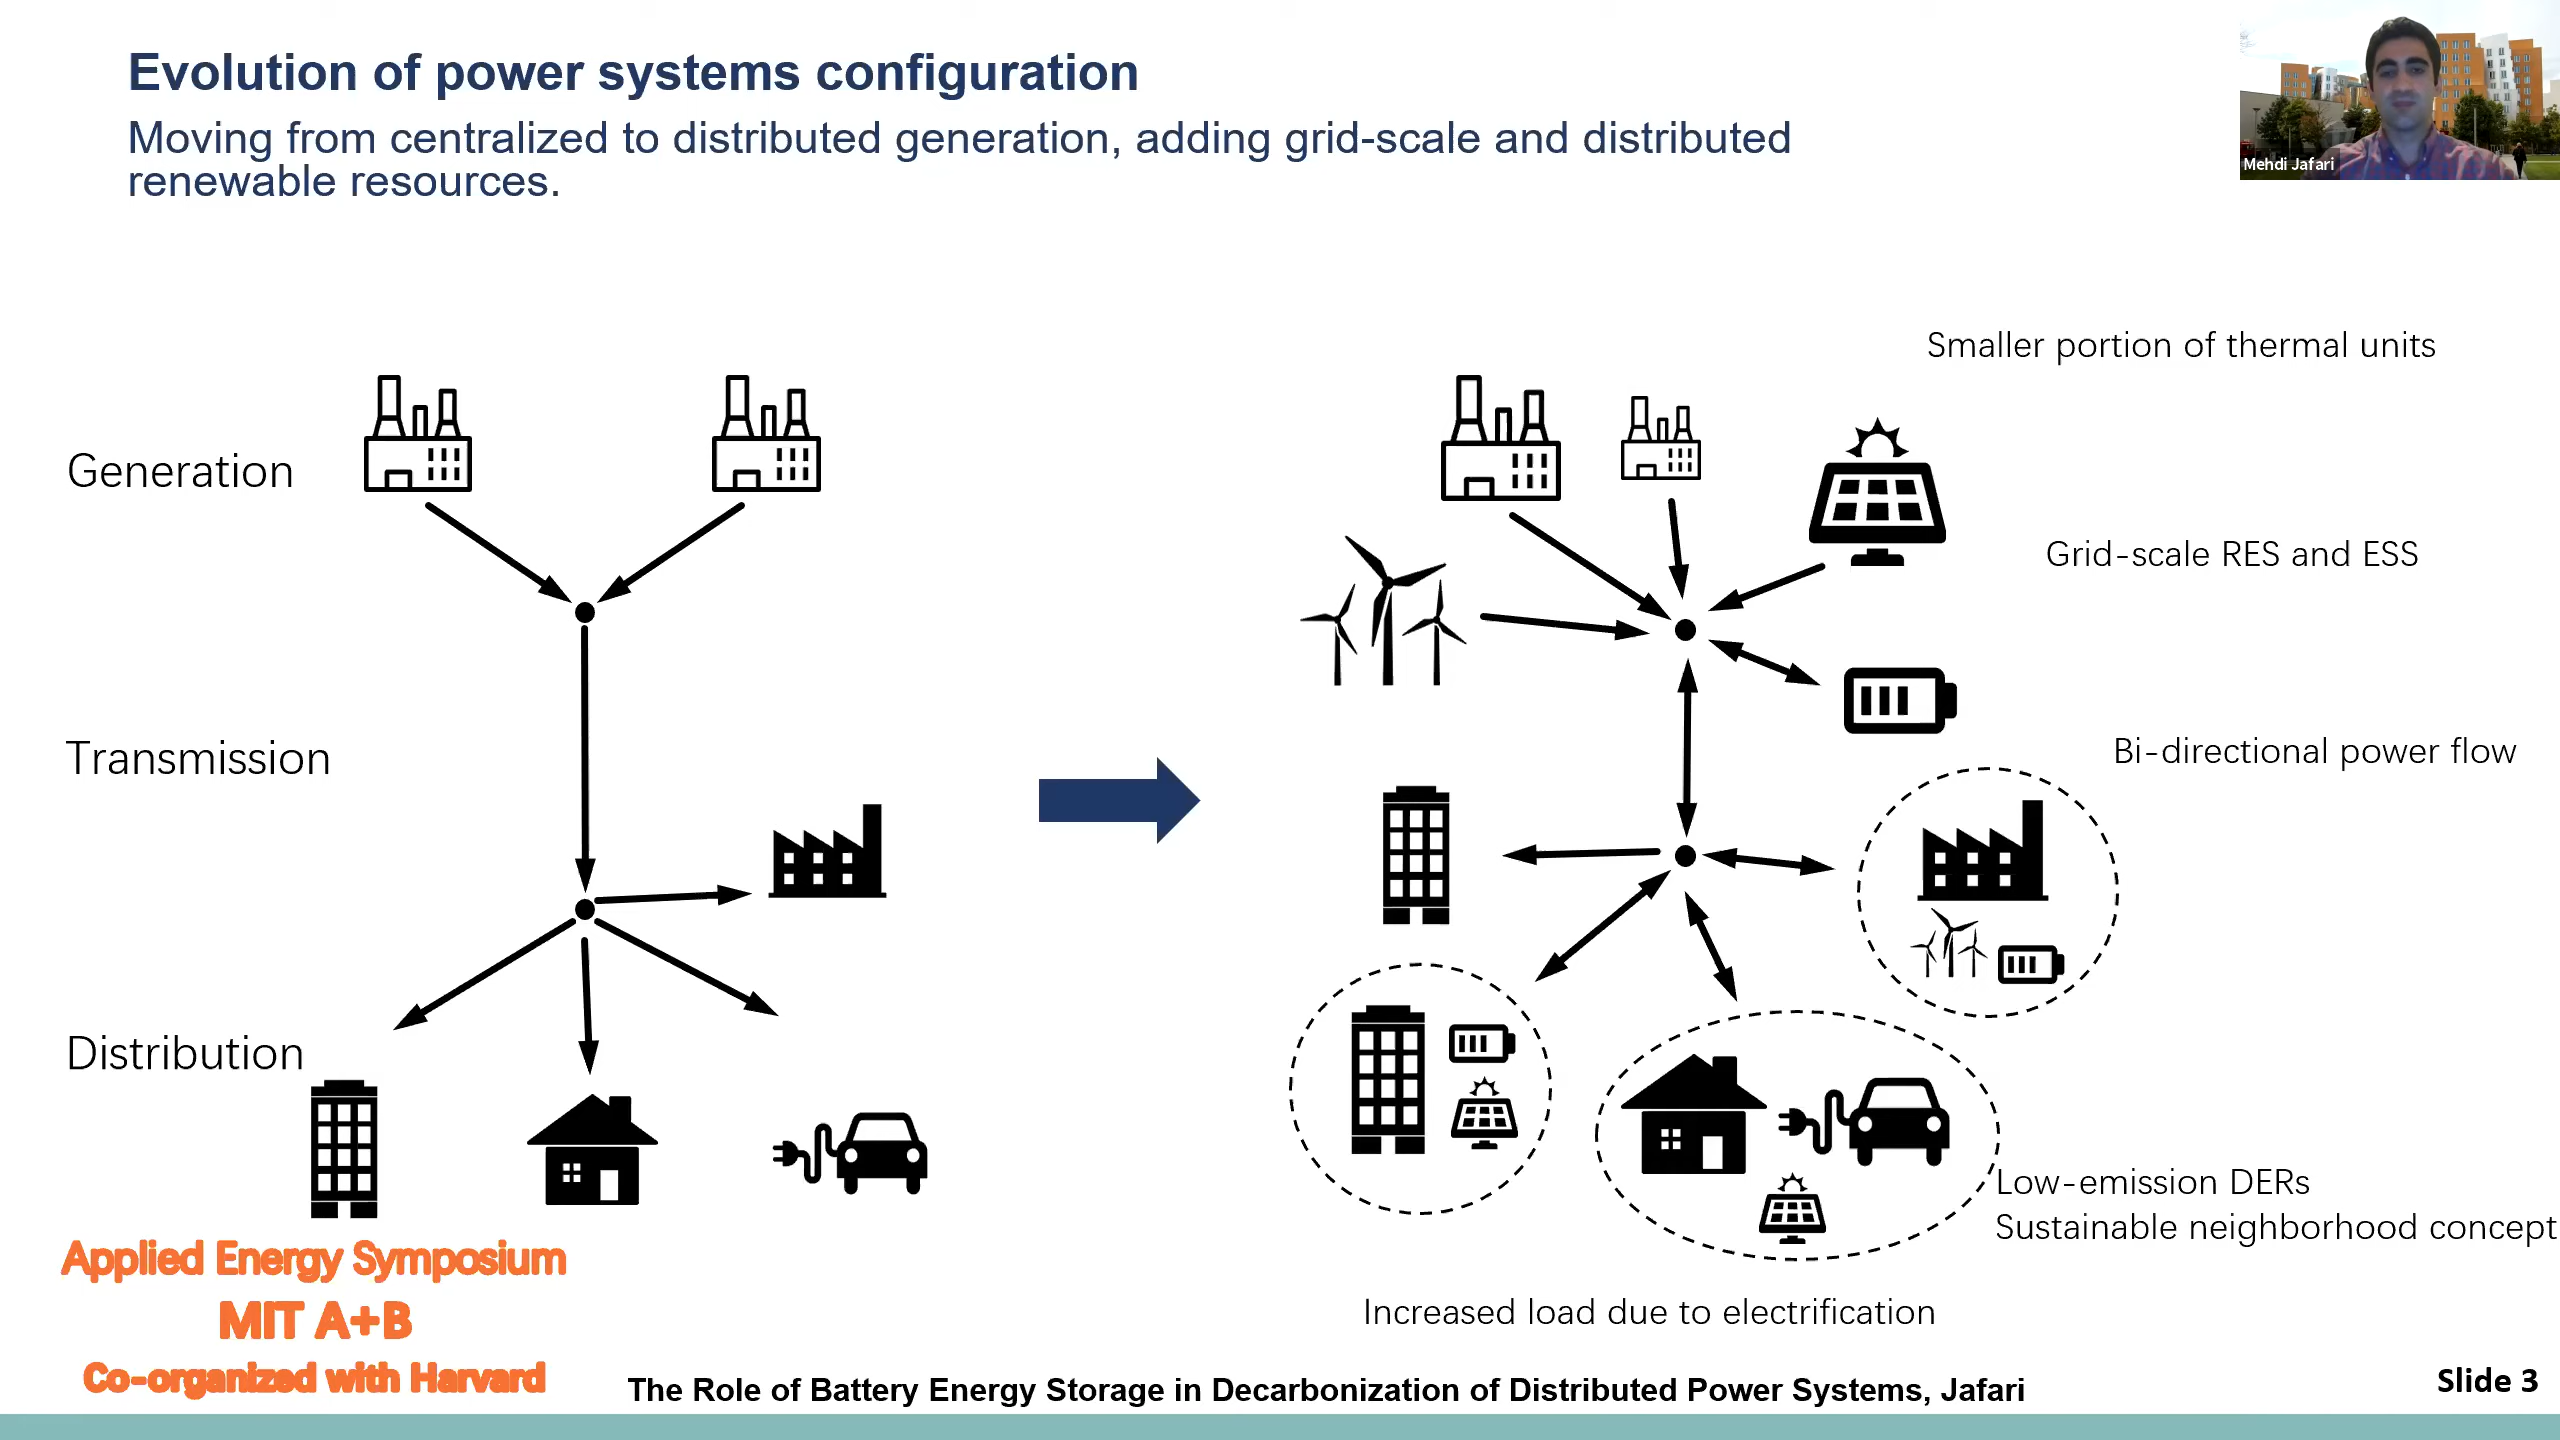 Evolution of power systems configuration
Moving from centralized to distributed generation, adding grid-scale and distributed
renewable resources.
Mehdi Jafari
Smaller portion of thermal units
Generation
Grid-scale RES and ESS
Transmission
Bi-directional power flow
Distribution
Low-emission DERs
Sustainable neighborhood concept
Applied Energy Symposium
MIT A+B
Co-organized with Harvard
Increased load due to electrification
The Role of Battery Energy Storage in Decarbonization of Distributed Power Systems, Jafari
Slide 3